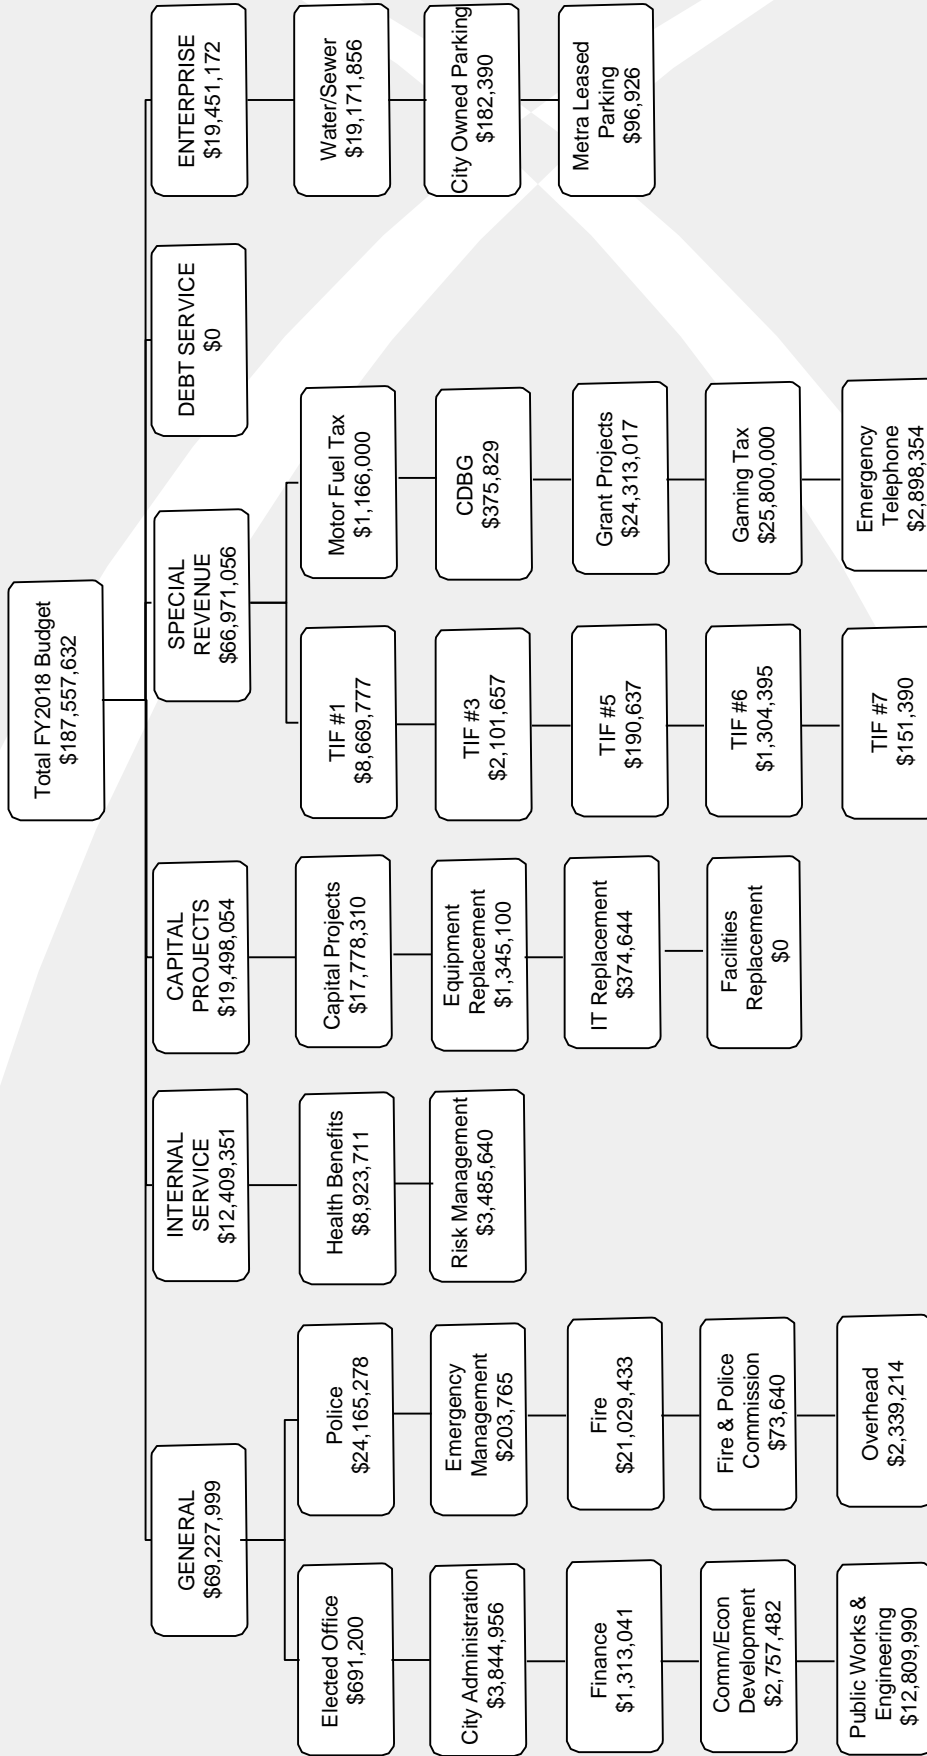 Total FY2018 Budget
$187,557,632
GENERAL
$69,227,999
Elected Office
$691,200
City Administration
$3,844,956
Finance
$1,313,041
Comm/Econ
Development
$2,757,482
Public Works &
Engineering
$12,809,990
Police
$24,165,278
Emergency
Management
$203,765
Fire
$21,029,433
Fire & Police
Commission
$73,640
Overhead
$2,339,214
INTERNAL
SERVICE
$12,409,351
Health Benefits
$8,923,711
Risk Management
$3,485,640
CAPITAL
PROJECTS
$19,498,054
Capital Projects
$17,778,310
Equipment
Replacement
$1,345,100
IT Replacement
$374,644
Facilities
Replacement
$0
SPECIAL
REVENUE
$66,971,056
TIF #1
$8,669,777
TIF #3
$2,101,657
TIF #5
$190,637
TIF #6
$1,304,395
TIF #7
$151,390
Motor Fuel Tax
$1,166,000
CDBG
$375,829
Grant Projects
$24,313,017
Gaming Tax
$25,800,000
Emergency
Telephone
$2,898,354
DEBT SERVICE
$0
ENTERPRISE
$19,451,172
Water/Sewer
$19,171,856
City Owned Parking
$182,390
Metra Leased
Parking
$96,926